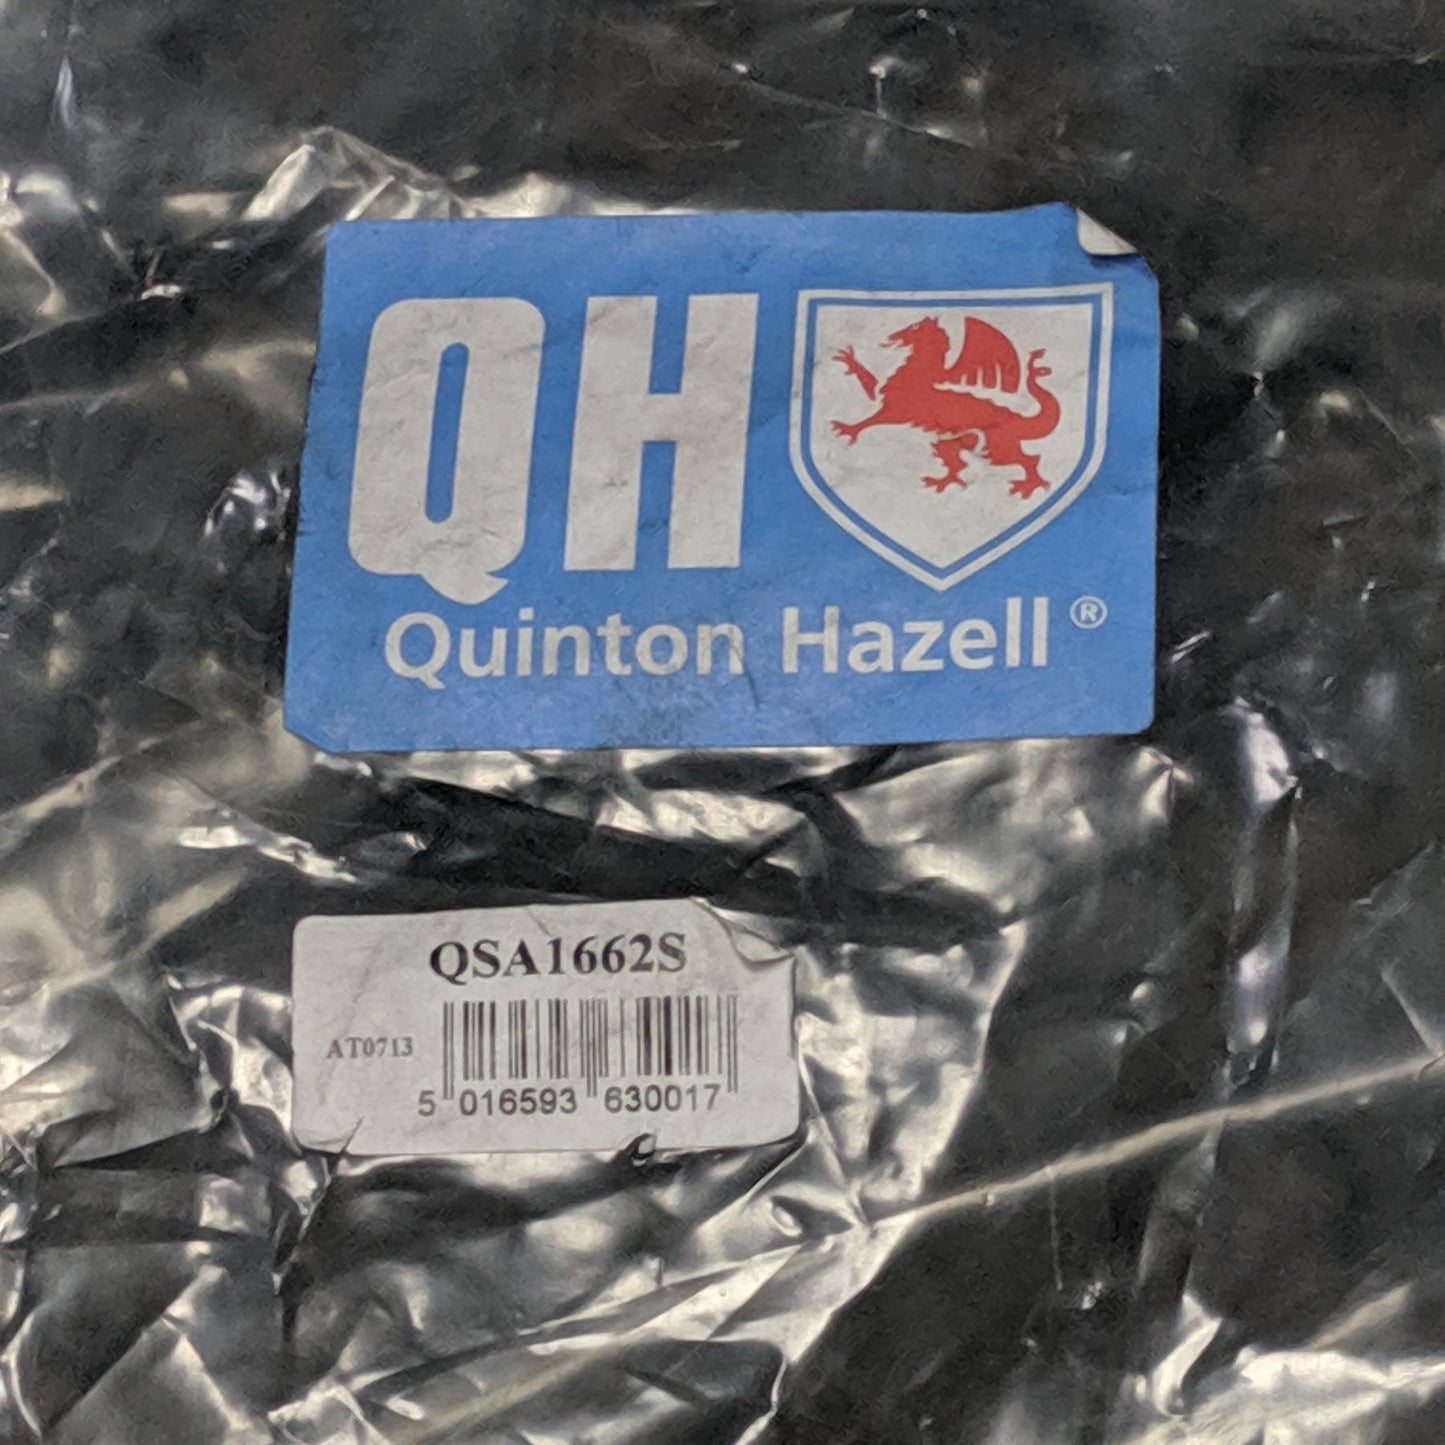 QH
Quinton Hazell ®
QSA1662S
AT0713
5 016593 630017